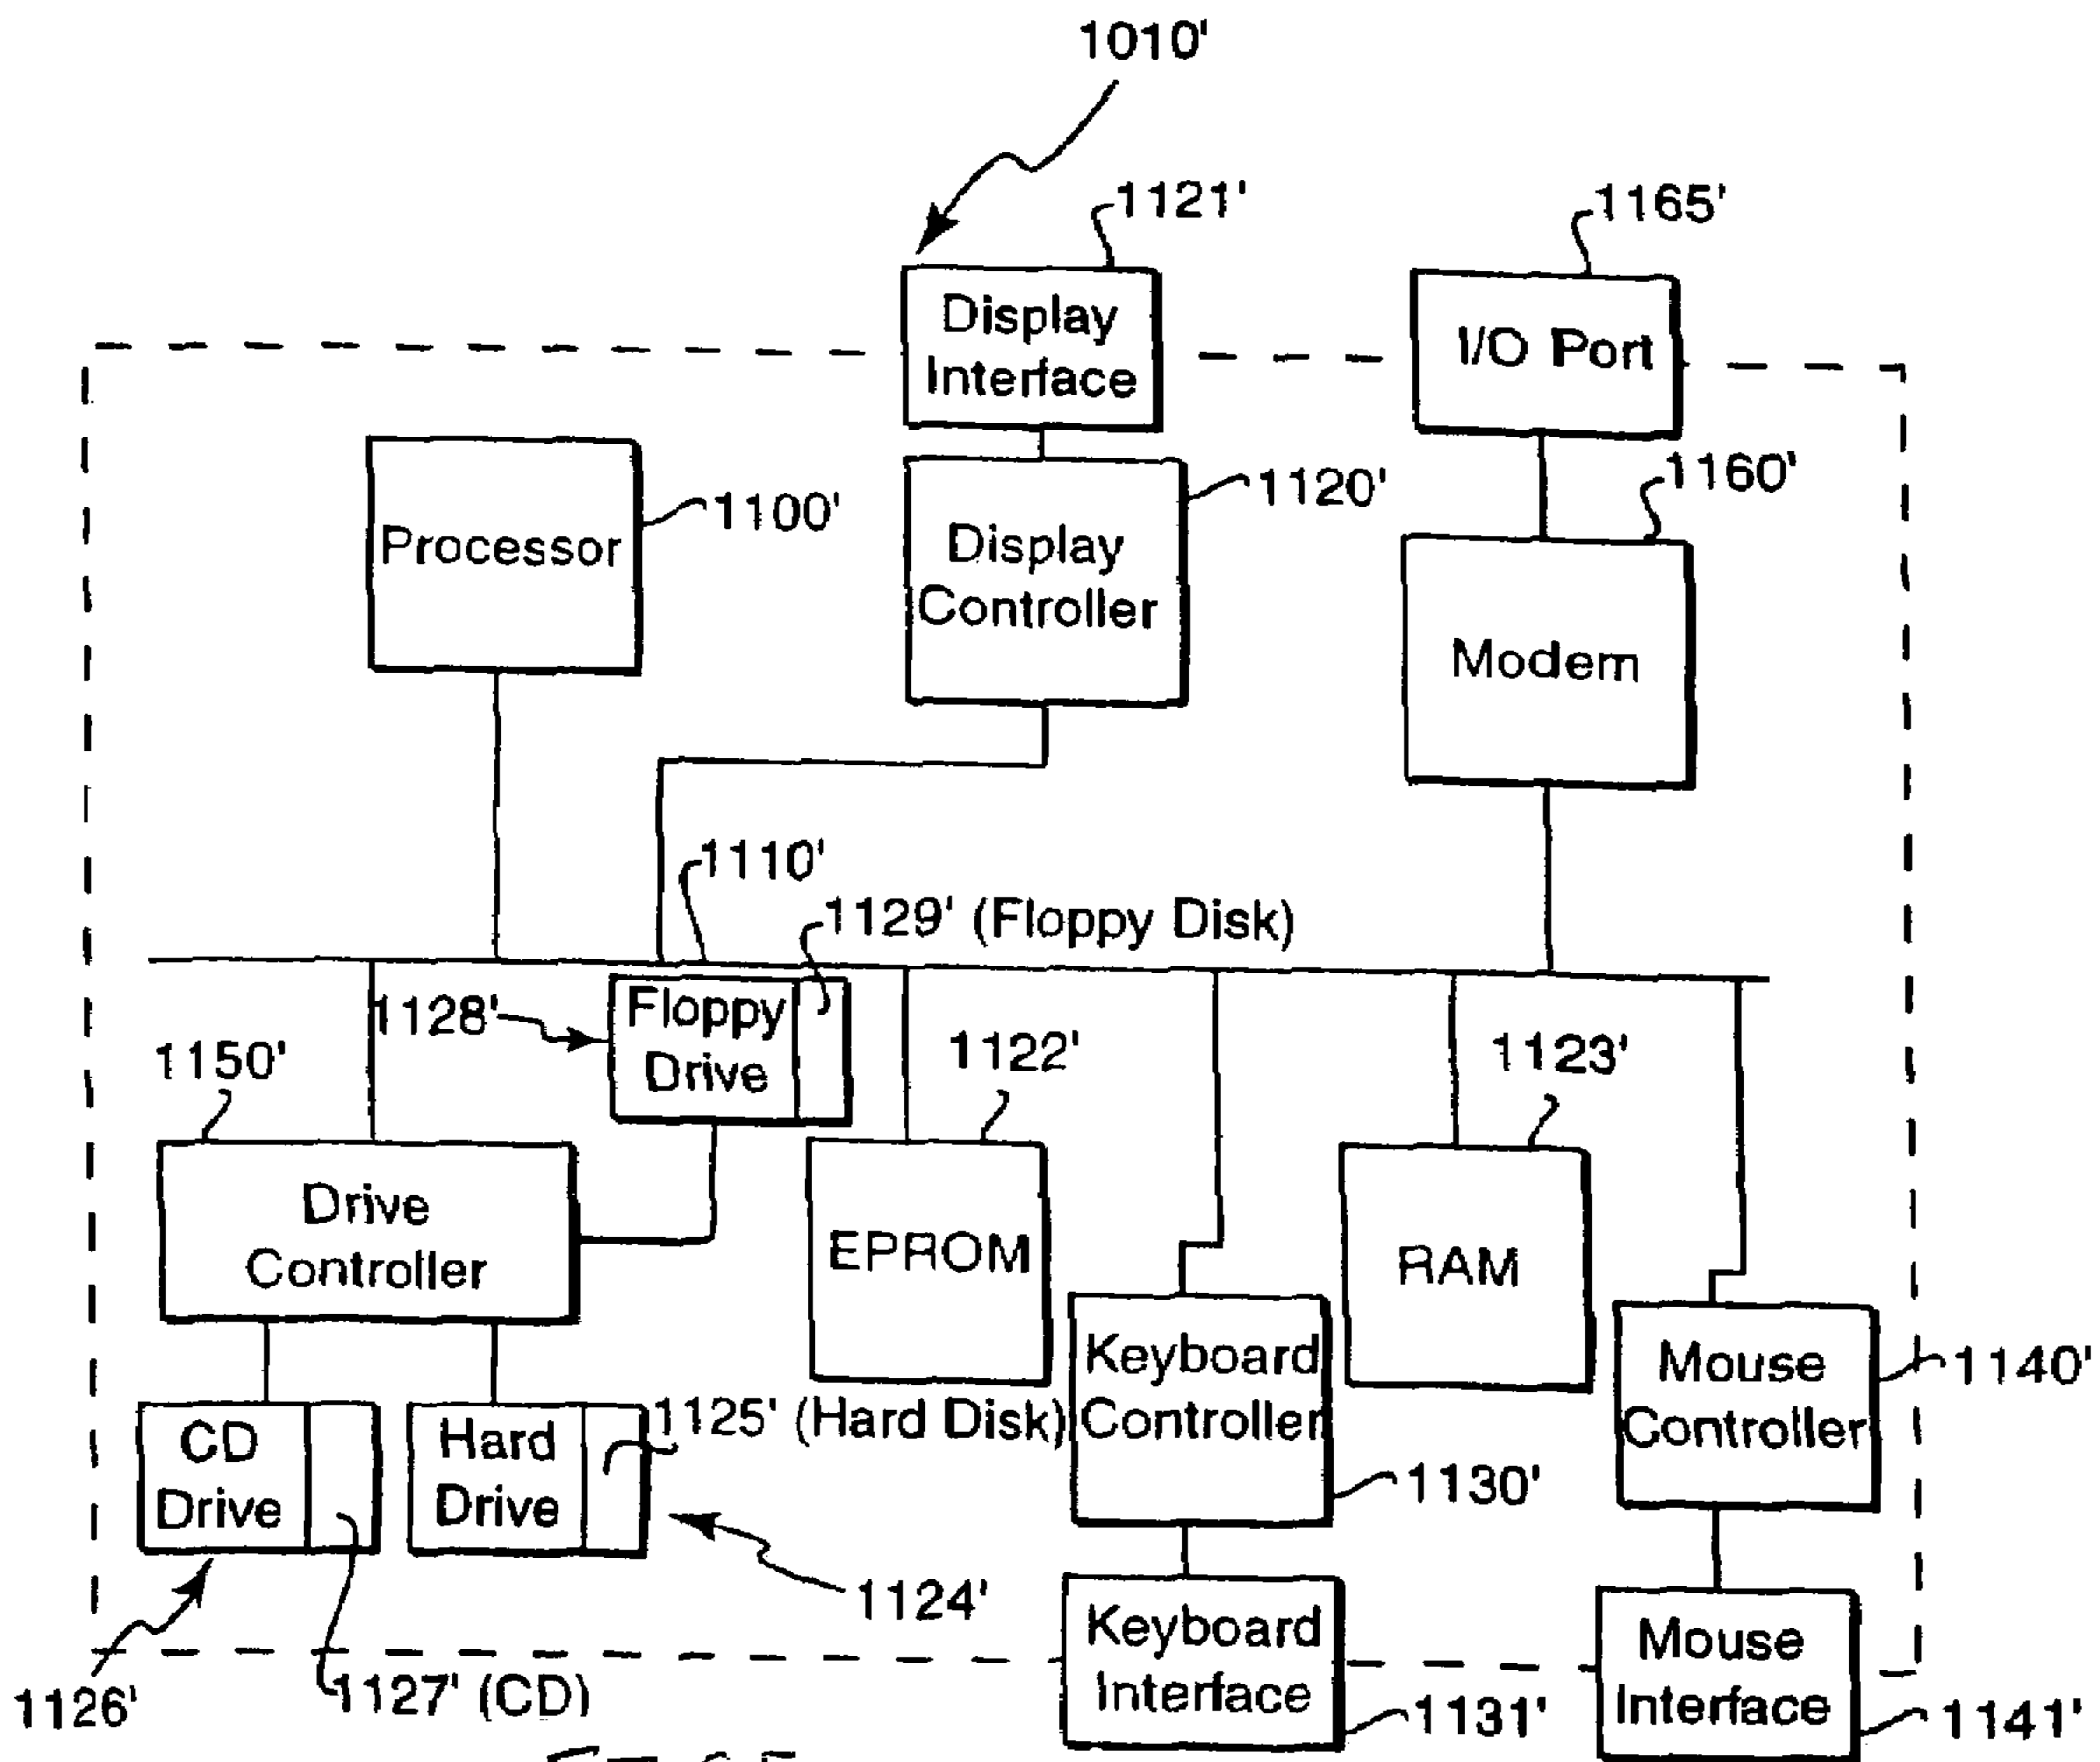 1010'
1121'
1165'
Display
Interface
I/O Port
1160'
1120'
1100'
Processor
Display
Controller
Modem
1110'
1129' (Floppy Disk)
1128'
Floppy
Drive
1122'
1123'
1150'
Drive
Controller
EPROM
RAM
Keyboard
Controller
Mouse
Controller
1140'
CD
Drive
Hard
Drive
1125' (Hard Disk)
1130'
1124'
Keyboard
Interface
Mouse
Interface
1126'
1127' (CD)
1131'
1141'